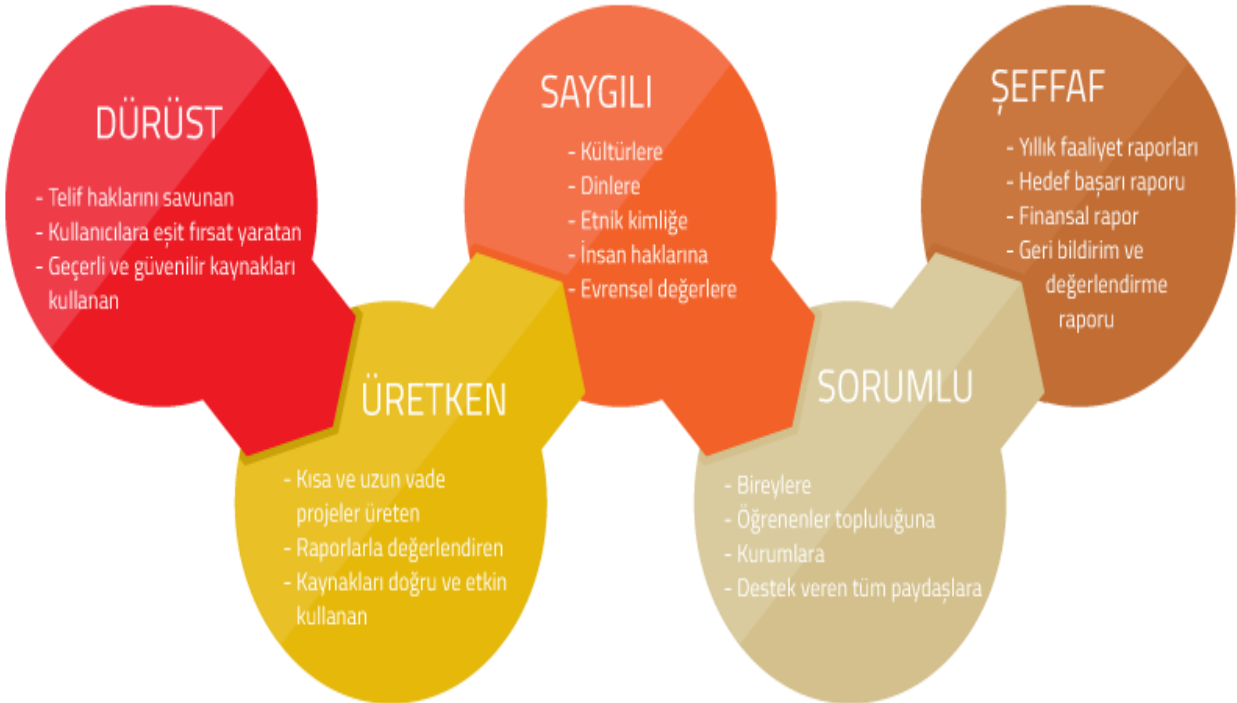 DÜRÜST
- Telif haklarını savunan
- Kullanıcılara eşit fırsat yaratan
- Geçerli ve güvenilir kaynakları
kullanan
ÜRETKEN
- Kısa ve uzun vade
projeler üreten
- Raporlarla değerlendiren
- Kaynakları doğru ve etkin
kullanan
SAYGILI
- Kültürlere
- Dinlere
- Etnik kimliğe
- İnsan haklarına
- Evrensel değerlere
SORUMLU
- Bireylere
- Öğrenenler topluluğuna
- Kurumlara
- Destek veren tüm paydaşlara
ŞEFFAF
- Yıllık faaliyet raporları
- Hedef başarı raporu
- Finansal rapor
- Geri bildirim ve
değerlendirme
raporu